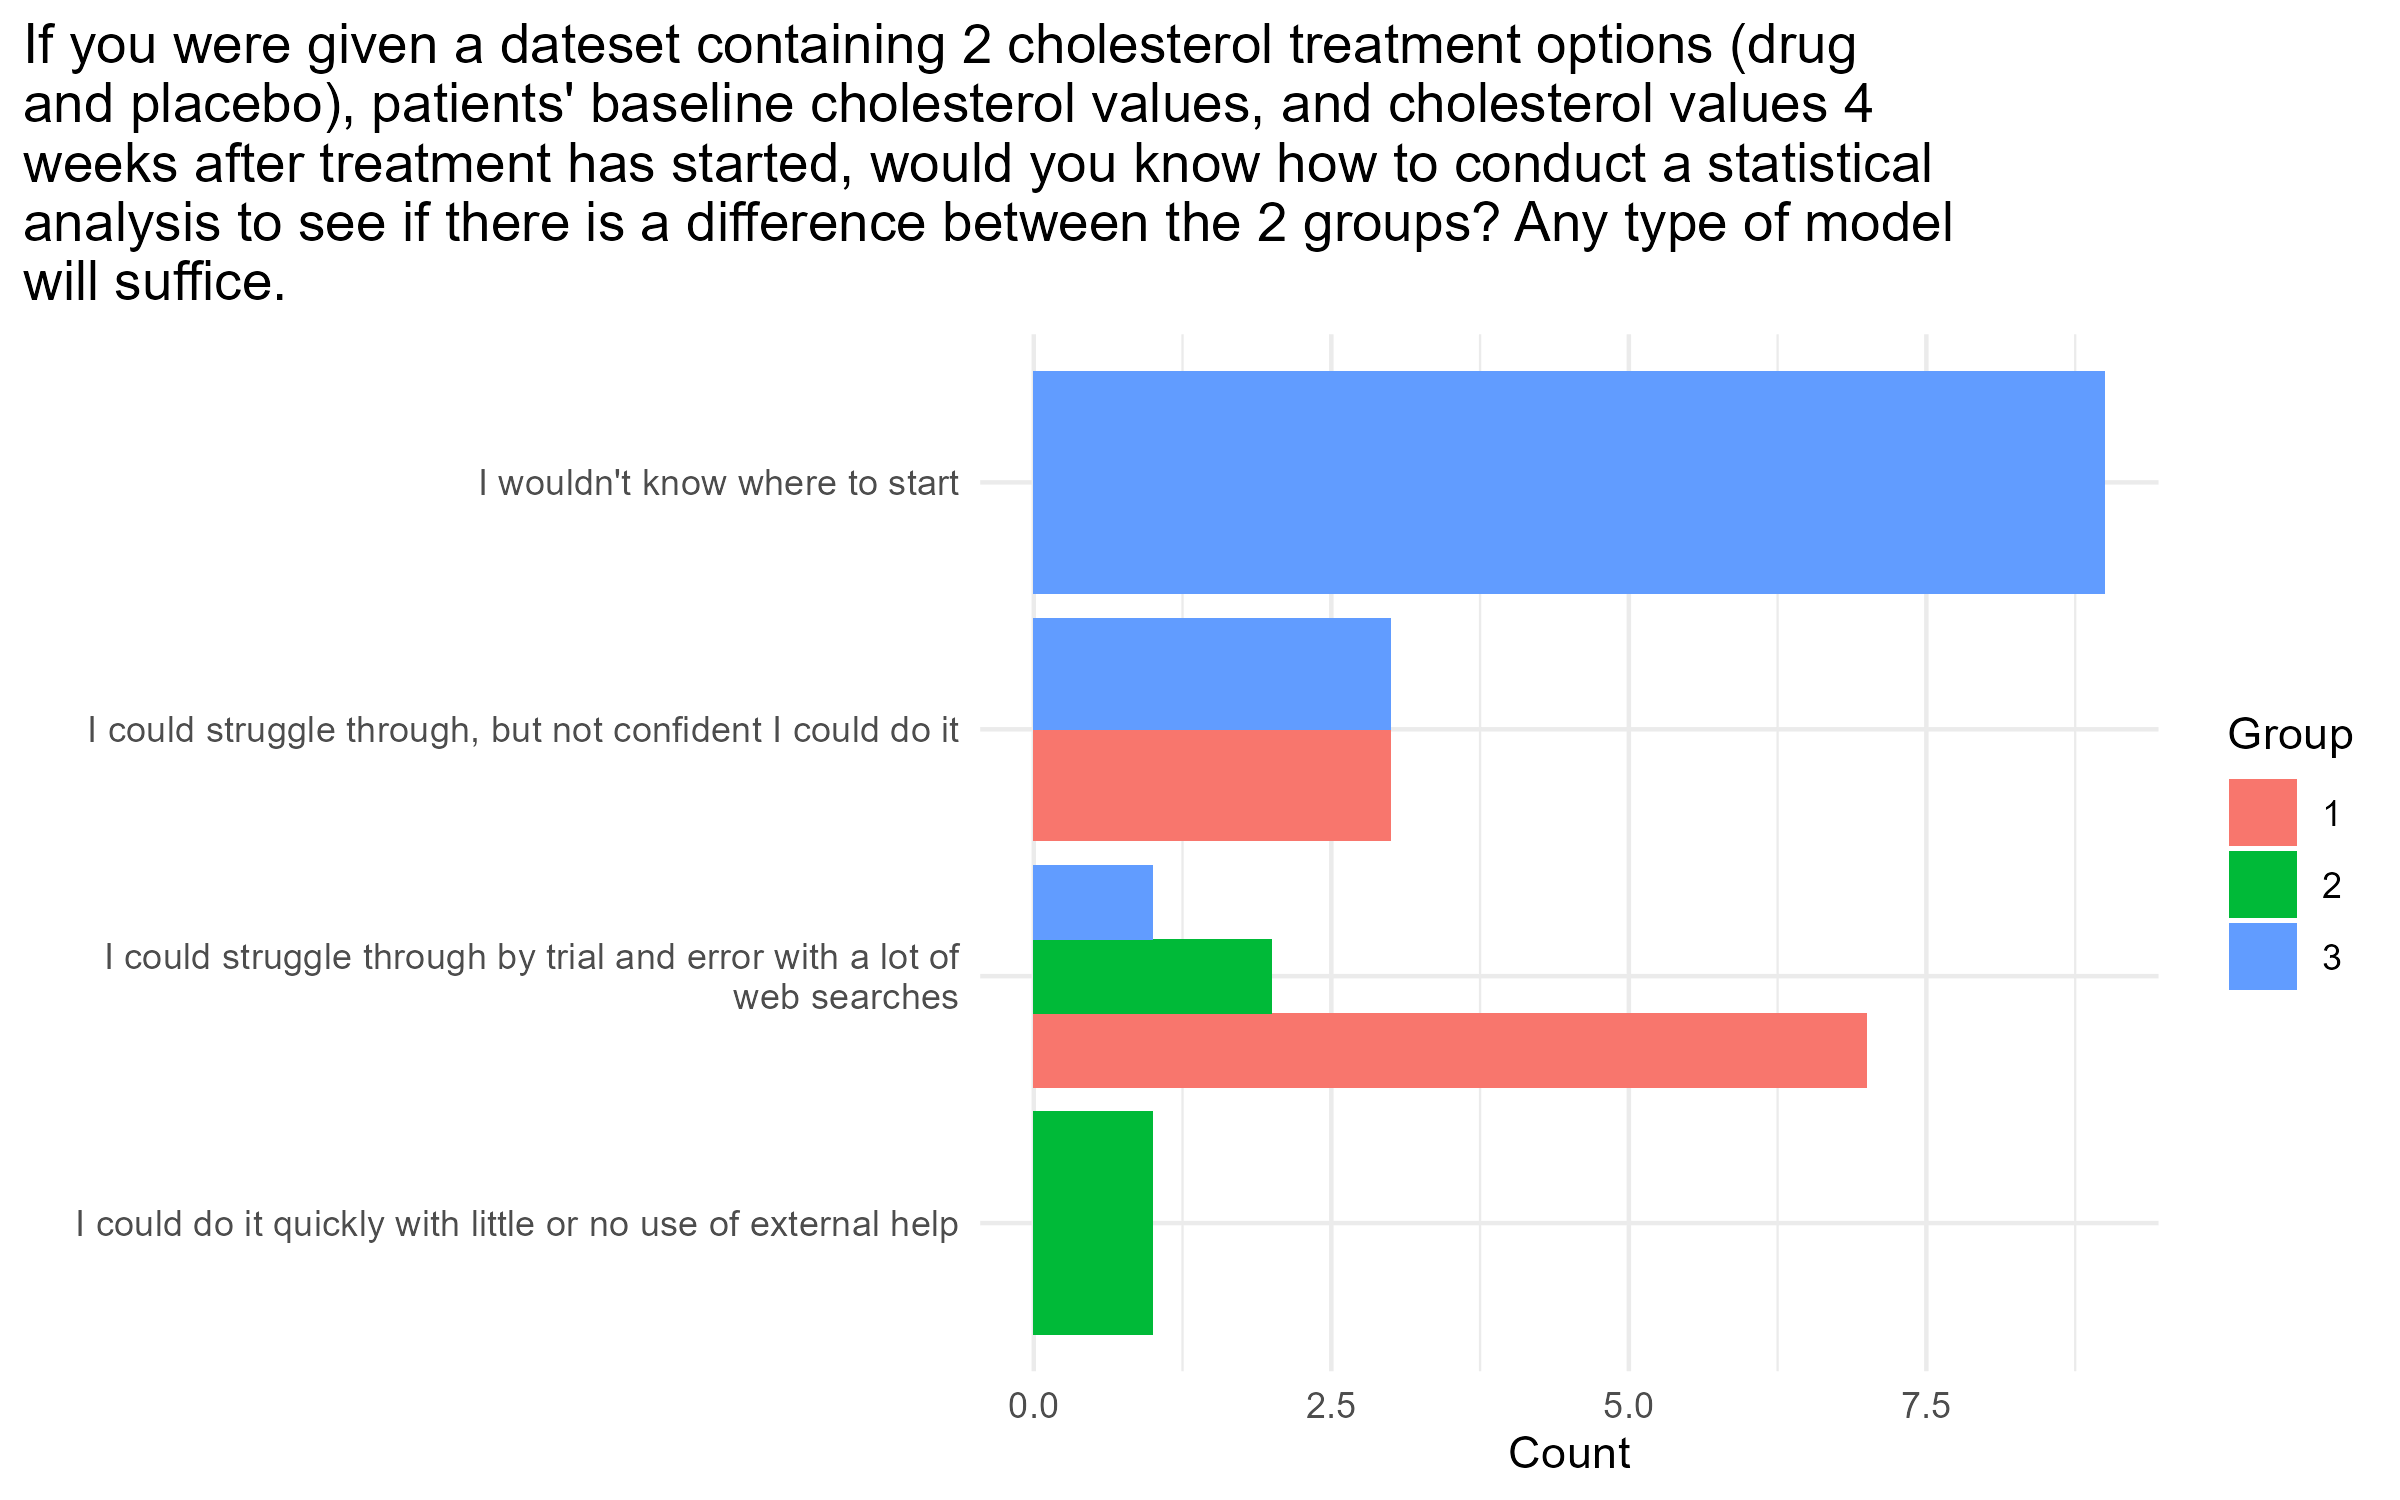 If you were given a dateset containing 2 cholesterol treatment options (drug
and placebo), patients' baseline cholesterol values, and cholesterol values 4
weeks after treatment has started, would you know how to conduct a statistical
analysis to see if there is a difference between the 2 groups? Any type of model
will suffice.
I wouldn't know where to start
I could struggle through, but not confident I could do it
I could struggle through by trial and error with a lot of
web searches
I could do it quickly with little or no use of external help
0.0 2.5 5.0 7.5
Count
Group
1
2
3